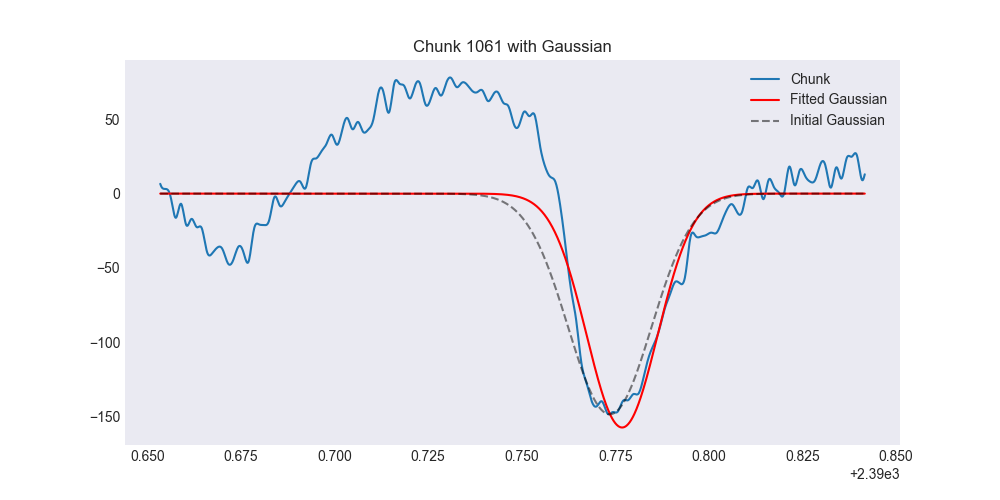 Chunk 1061 with Gaussian
Chunk
Fitted Gaussian
Initial Gaussian
50
0
−50
−100
−150
0.650 0.675 0.700 0.725 0.750 0.775 0.800 0.825 0.850
+2.39e3